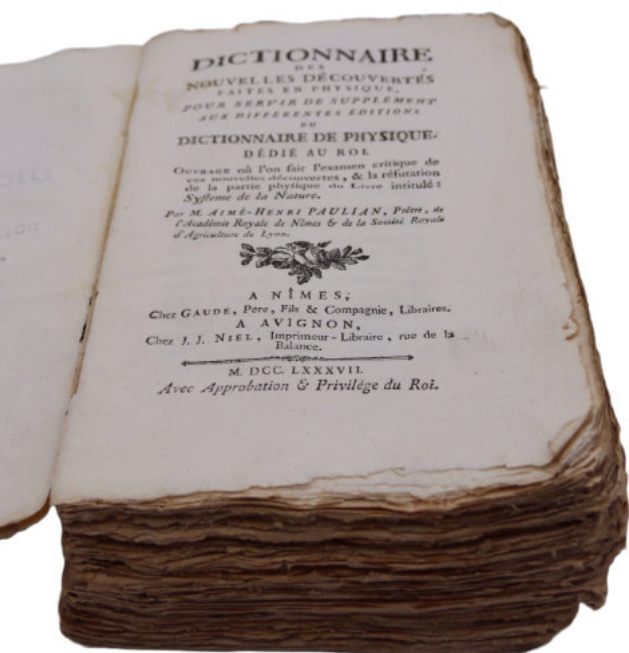 DICTIONNAIRE
DES
NOUVELLES DÉCOUVERTES
FAITES EN PHYSIQUE,
POUR SERVIR DE SUPPLÉMENT
AUX DIFFÉRENTES ÉDITIONS
DU
DICTIONNAIRE DE PHYSIQUE,
DÉDIÉ AU ROI.
OUVRAGE où l'on fait l'examen critique de
ces nouvelles découvertes, & la réfutation
de la partie physique du Livre intitulé :
Systeme de la Nature.
Par M. AIMÉ-HENRI PAULIAN, Prêtre, de
l'Académie Royale de Nîmes & de la Société Royale
d'Agriculture de Lyon.
A NÎMES,
Chez GAUDE, Pere, Fils & Compagnie, Libraires.
A AVIGNON,
Chez J. J. NIEL, Imprimeur-Libraire, rue de la
Balance.
M. DCC. LXXXVII.
Avec Approbation & Privilége du Roi.